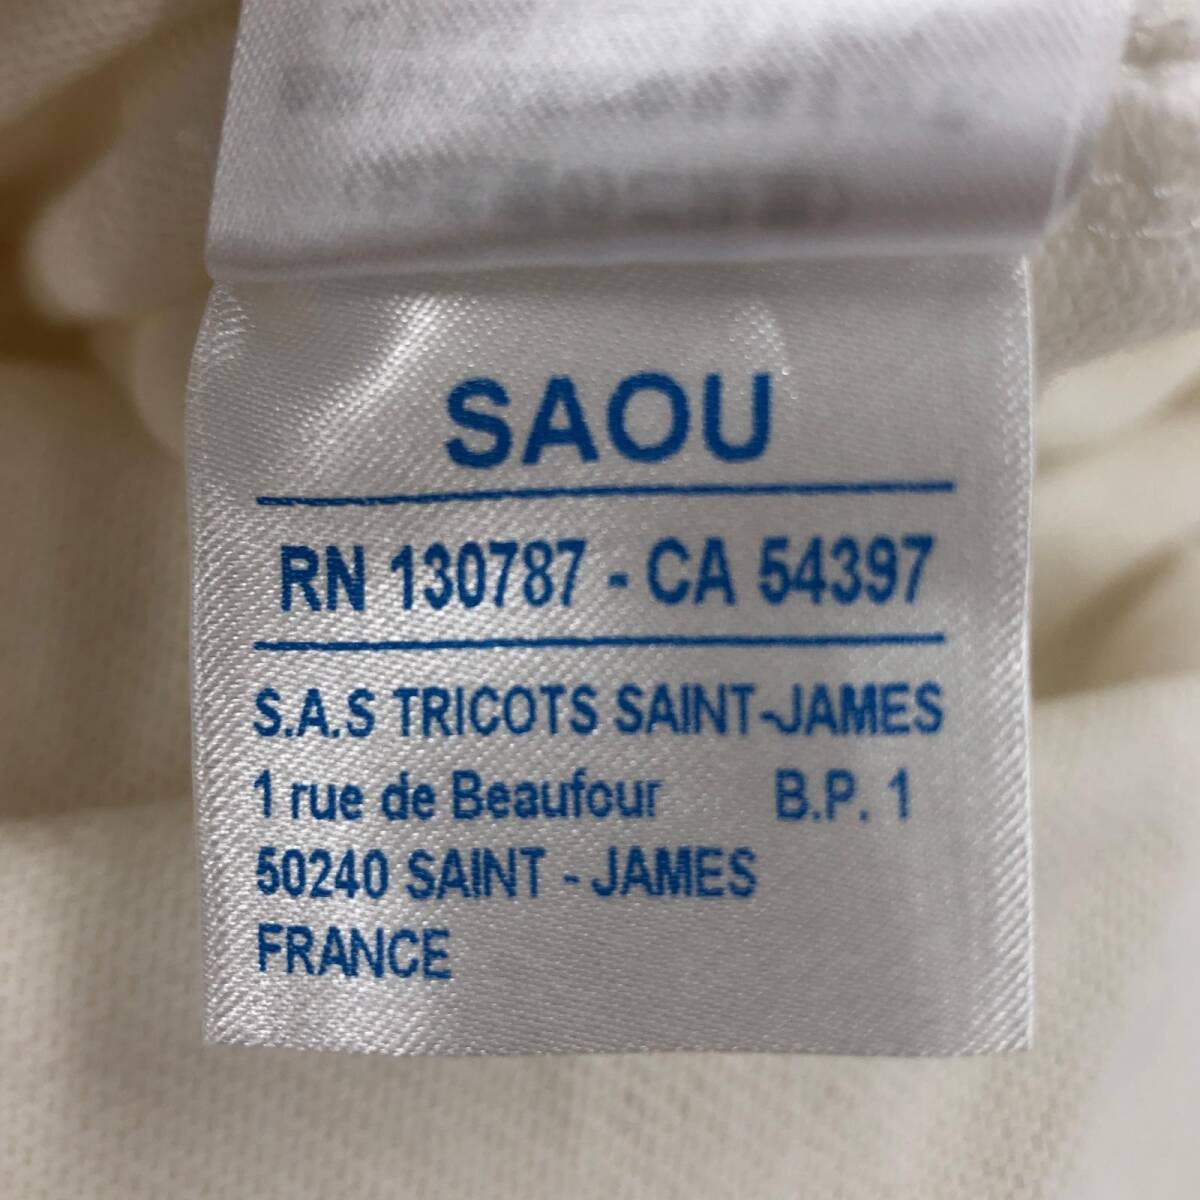 SAOU
RN 130787 - CA 54397
S.A.S TRICOTS SAINT-JAMES
1 rue de Beaufour B.P. 1
50240 SAINT - JAMES
FRANCE